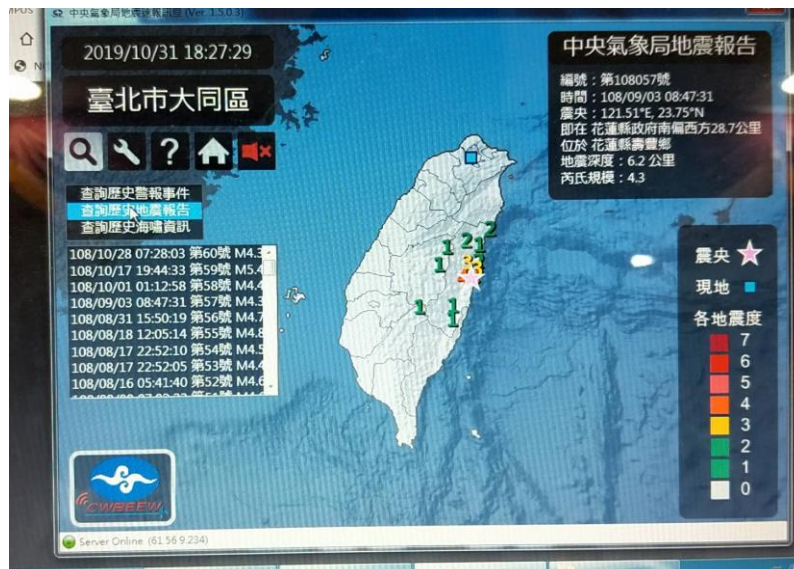 中央氣象局地震速報訊息 (Ver. 1.5.0.3)
2019/10/31 18:27:29
臺北市大同區
?
查詢歷史警報事件
查詢歷史地震報告
查詢歷史海嘯資訊
108/10/28 07:28:03 第60號 M4.3
108/10/17 19:44:33 第59號 M5.4
108/10/01 01:12:58 第58號 M4.4
108/09/03 08:47:31 第57號 M4.3
108/08/31 15:50:19 第56號 M4.7
108/08/18 12:05:14 第55號 M4.8
108/08/17 22:52:10 第54號 M4.5
108/08/17 22:52:05 第53號 M4.4
108/08/16 05:41:40 第52號 M4.6
CWBEEW
Server Online (61.56.9.234)
2
2
1
1
1
3
3
1
1
1
中央氣象局地震報告
編號：第108057號
時間：108/09/03 08:47:31
震央：121.51°E, 23.75°N
即在 花蓮縣政府南偏西方28.7公里
位於 花蓮縣壽豐鄉
地震深度：6.2 公里
芮氏規模：4.3
震央
現地
各地震度
7
6
5
4
3
2
1
0